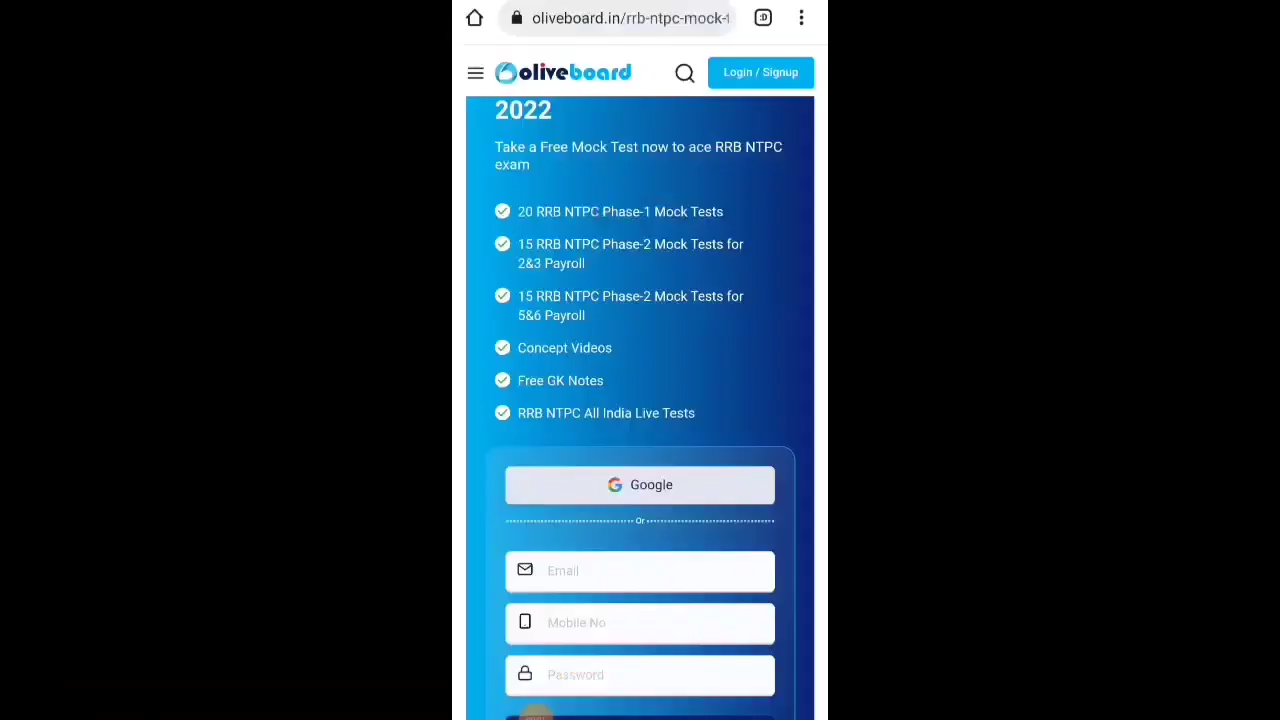 oliveboard.in/rrb-ntpc-mock-t
:D
oliveboard
Login / Signup
2022
Take a Free Mock Test now to ace RRB NTPC
exam
20 RRB NTPC Phase-1 Mock Tests
15 RRB NTPC Phase-2 Mock Tests for
2&3 Payroll
15 RRB NTPC Phase-2 Mock Tests for
5&6 Payroll
Concept Videos
Free GK Notes
RRB NTPC All India Live Tests
Google
Or
Email
Mobile No
Password